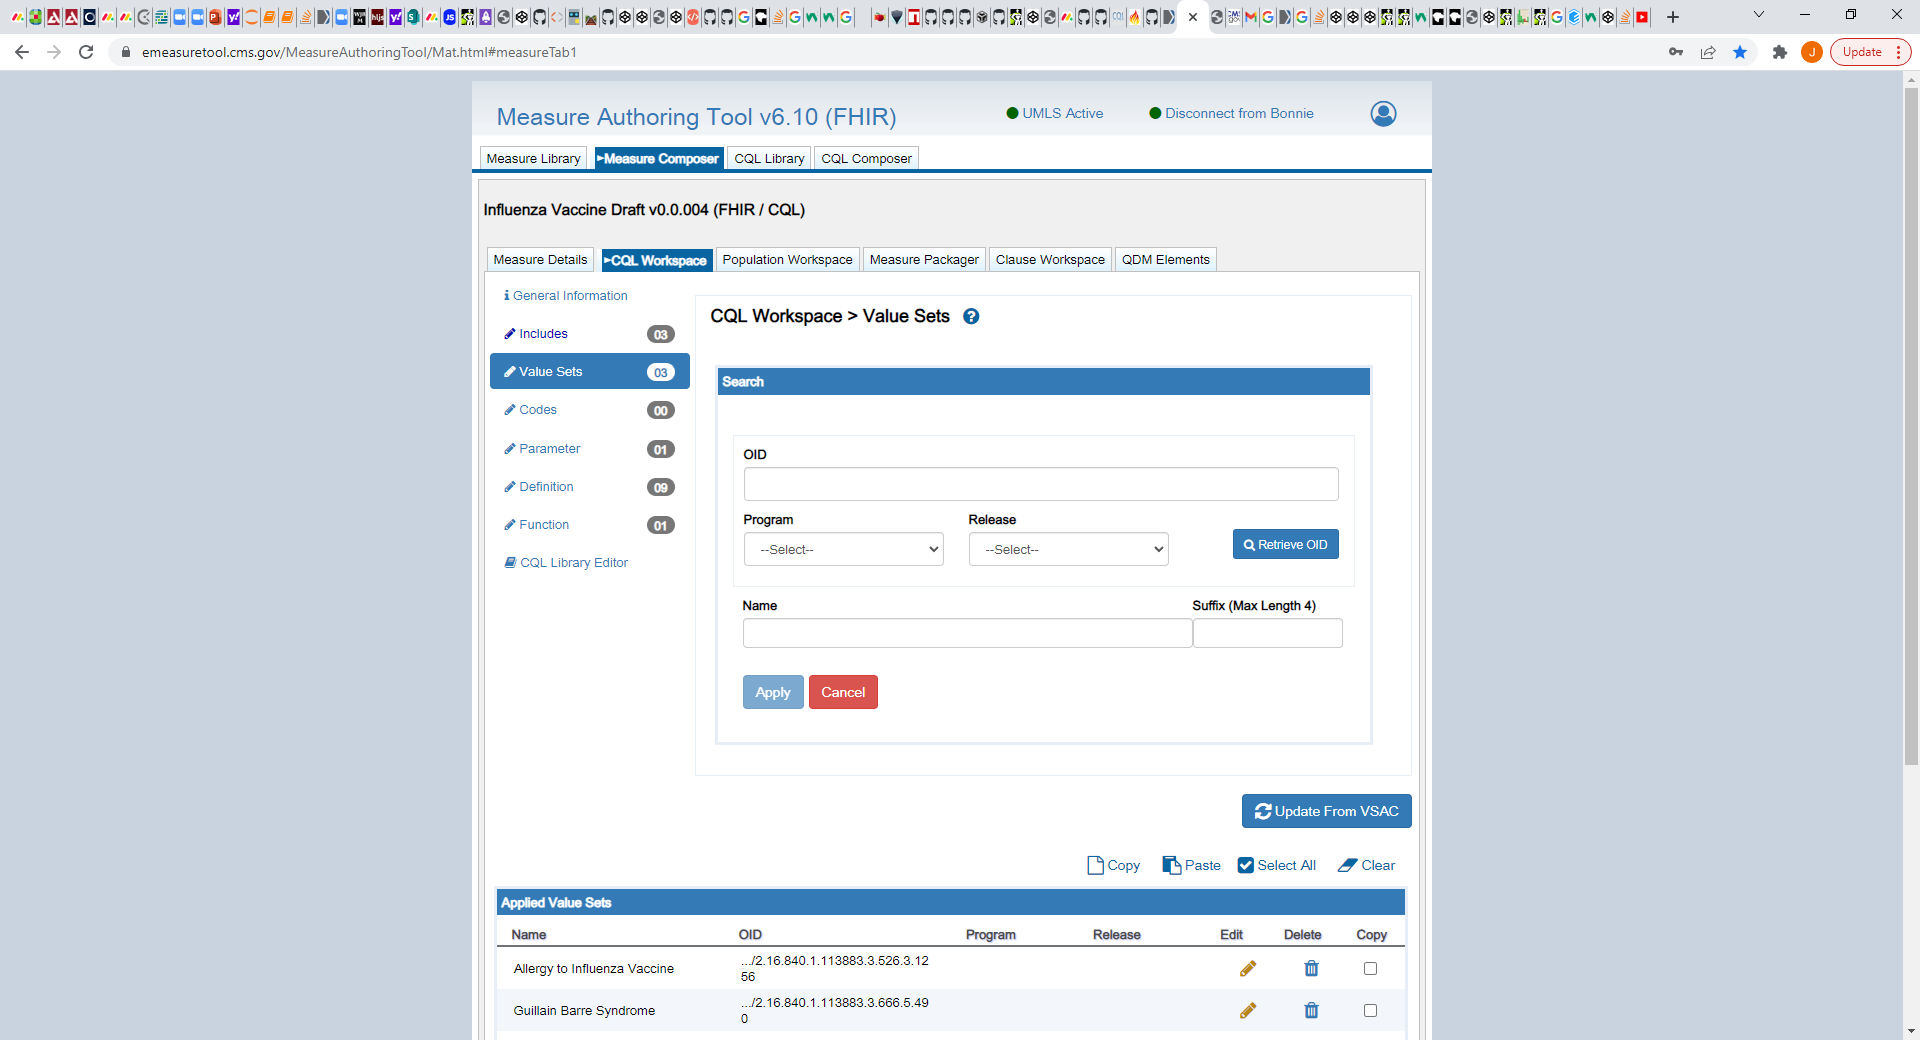 emeasuretool.cms.gov/MeasureAuthoringTool/Mat.html#measureTab1
J
Update
Measure Authoring Tool v6.10 (FHIR)
UMLS Active
Disconnect from Bonnie
Measure Library
Measure Composer
CQL Library
CQL Composer
Influenza Vaccine Draft v0.0.004 (FHIR / CQL)
Measure Details
CQL Workspace
Population Workspace
Measure Packager
Clause Workspace
QDM Elements
General Information
Includes 03
Value Sets 03
Codes 00
Parameter 01
Definition 09
Function 01
CQL Library Editor
CQL Workspace > Value Sets
Search
OID
Program
Release
--Select--
--Select--
Retrieve OID
Name
Suffix (Max Length 4)
Apply
Cancel
Update From VSAC
Copy
Paste
Select All
Clear
Applied Value Sets
Name OID Program Release Edit Delete Copy
Allergy to Influenza Vaccine
.../2.16.840.1.113883.3.526.3.12
56
Guillain Barre Syndrome
.../2.16.840.1.113883.3.666.5.49
0